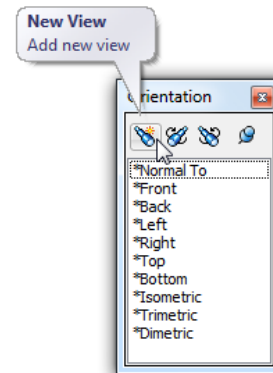 New View
Add new view
Orientation
*Normal To
*Front
*Back
*Left
*Right
*Top
*Bottom
*Isometric
*Trimetric
*Dimetric